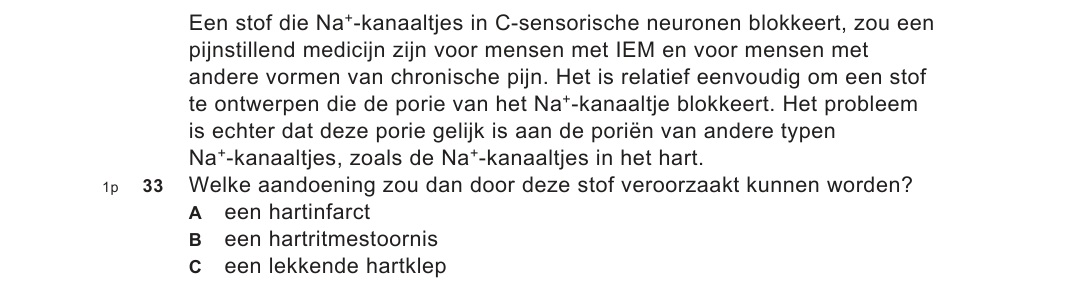 Een stof die Na⁺-kanaaltjes in C-sensorische neuronen blokkeert, zou een
pijnstillend medicijn zijn voor mensen met IEM en voor mensen met
andere vormen van chronische pijn. Het is relatief eenvoudig om een stof
te ontwerpen die de porie van het Na⁺-kanaaltje blokkeert. Het probleem
is echter dat deze porie gelijk is aan de poriën van andere typen
Na⁺-kanaaltjes, zoals de Na⁺-kanaaltjes in het hart.
1p 33 Welke aandoening zou dan door deze stof veroorzaakt kunnen worden?
A een hartinfarct
B een hartritmestoornis
C een lekkende hartklep